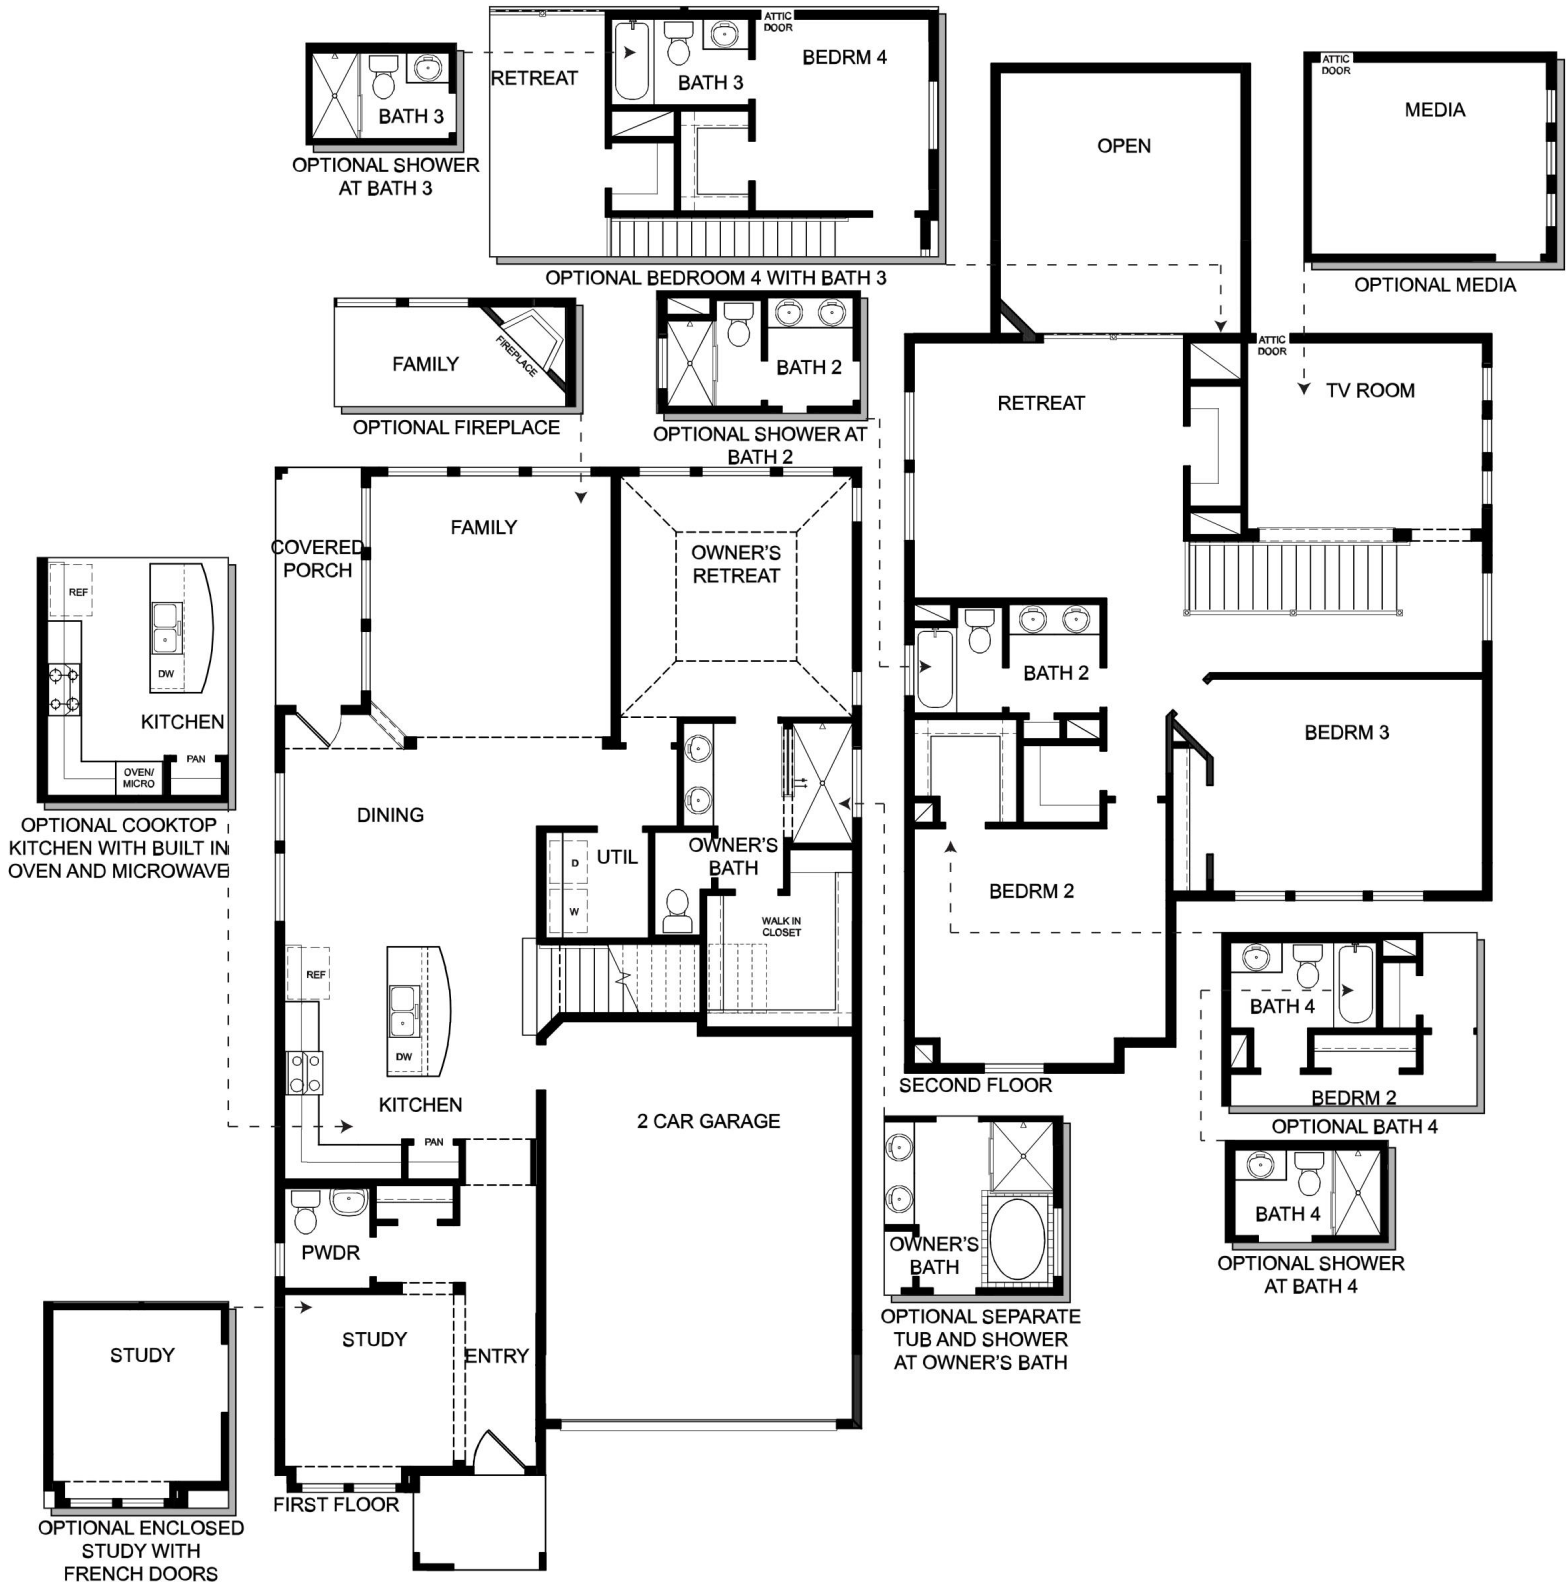 ATTIC
DOOR
BATH 3
BEDRM 4
RETREAT
BATH 3
OPTIONAL SHOWER
AT BATH 3
OPTIONAL BEDROOM 4 WITH BATH 3
OPEN
ATTIC
DOOR
MEDIA
OPTIONAL MEDIA
FAMILY
FIREPLACE
OPTIONAL FIREPLACE
BATH 2
OPTIONAL SHOWER AT
BATH 2
REF
DW
KITCHEN
PAN
OVEN/
MICRO
OPTIONAL COOKTOP
KITCHEN WITH BUILT IN
OVEN AND MICROWAVE
COVERED
PORCH
FAMILY
OWNER'S
RETREAT
DINING
UTIL
D
W
OWNER'S
BATH
WALK IN
CLOSET
REF
DW
KITCHEN
PAN
2 CAR GARAGE
PWDR
STUDY
ENTRY
FIRST FLOOR
STUDY
OPTIONAL ENCLOSED
STUDY WITH
FRENCH DOORS
ATTIC
DOOR
RETREAT
TV ROOM
BATH 2
BEDRM 3
BEDRM 2
SECOND FLOOR
BATH 4
BEDRM 2
OPTIONAL BATH 4
BATH 4
OPTIONAL SHOWER
AT BATH 4
OWNER'S
BATH
OPTIONAL SEPARATE
TUB AND SHOWER
AT OWNER'S BATH